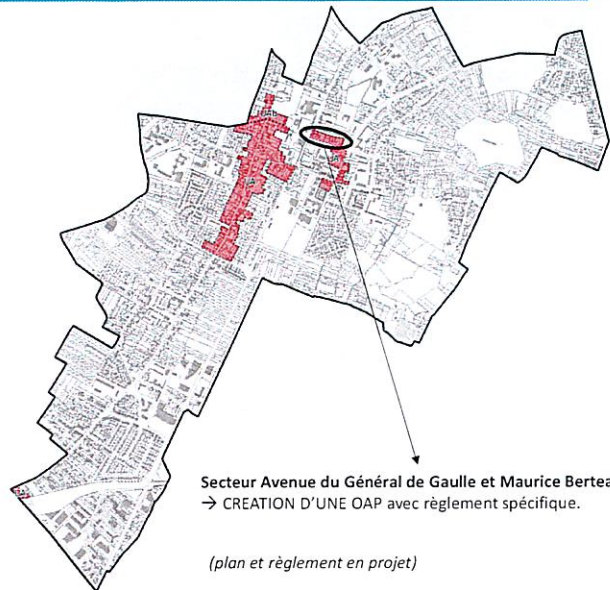 Secteur Avenue du Général de Gaulle et Maurice Bertea
→ CREATION D'UNE OAP avec règlement spécifique.
(plan et règlement en projet)